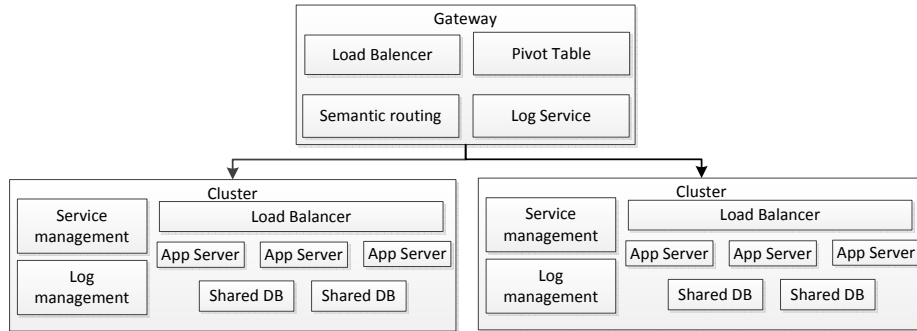 Gateway
Load Balencer
Pivot Table
Semantic routing
Log Service
Cluster
Service
management
Load Balancer
App Server
App Server
App Server
Log
management
Shared DB
Shared DB
Cluster
Service
management
Load Balancer
App Server
App Server
App Server
Log
management
Shared DB
Shared DB